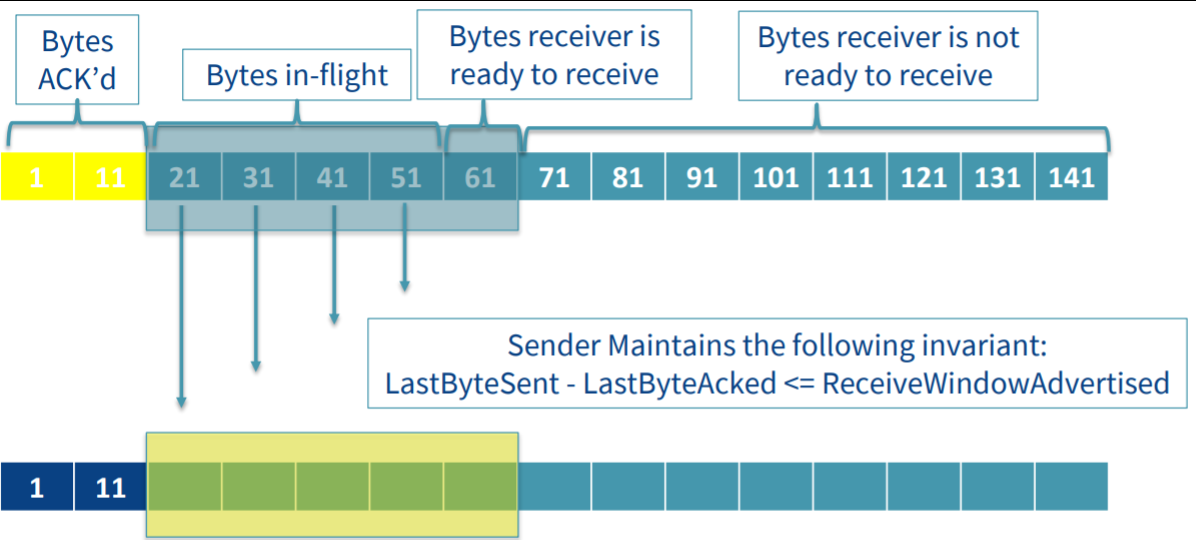 Bytes
ACK’d
Bytes in-flight
Bytes receiver is
ready to receive
Bytes receiver is not
ready to receive
1 11 21 31 41 51 61 71 81 91 101 111 121 131 141
Sender Maintains the following invariant:
LastByteSent - LastByteAcked <= ReceiveWindowAdvertised
1 11